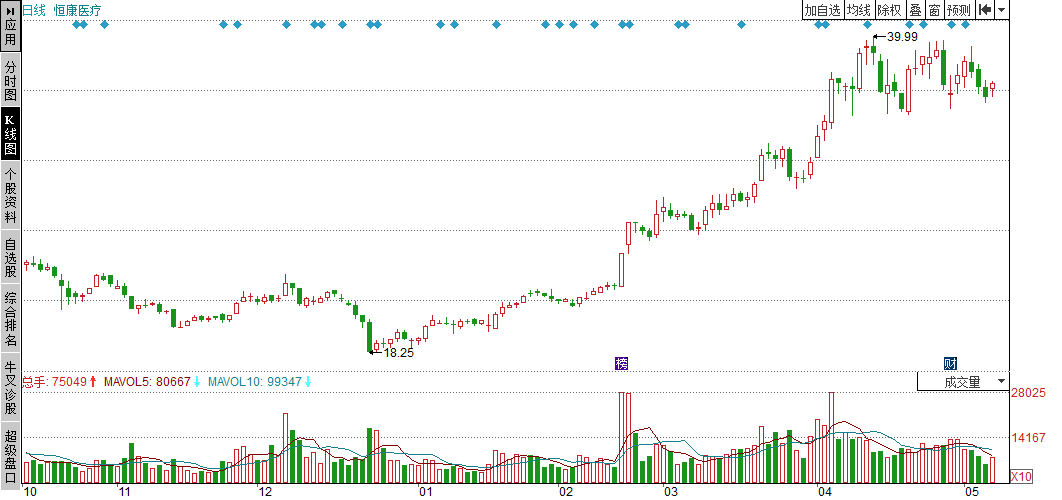 日线 恒康医疗
加自选 均线 除权 叠 窗 预测
应用
分时图
K线图
个股资料
自选股
综合排名
牛叉诊股
超级盘口
39.99
18.25
榜 财
总手: 75049 MAVOL5: 80667 MAVOL10: 99347
成交量
28025
14167
X10
10 11 12 01 02 03 04 05